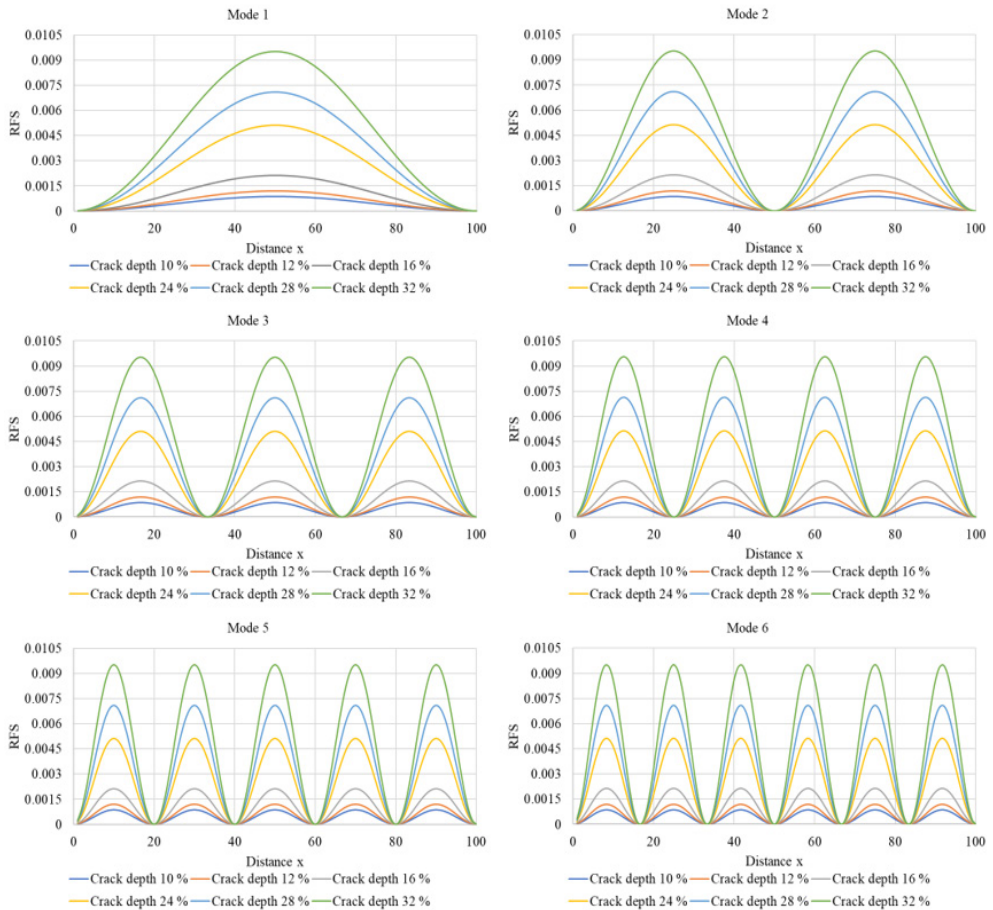 Mode 1
0.0105
0.009
0.0075
0.006
0.0045
0.003
0.0015
0
RFS
0 20 40 60 80 100
Distance x
Crack depth 10 % Crack depth 12 % Crack depth 16 %
Crack depth 24 % Crack depth 28 % Crack depth 32 %
Mode 2
0.0105
0.009
0.0075
0.006
0.0045
0.003
0.0015
0
RFS
0 20 40 60 80 100
Distance x
Crack depth 10 % Crack depth 12 % Crack depth 16 %
Crack depth 24 % Crack depth 28 % Crack depth 32 %
Mode 3
0.0105
0.009
0.0075
0.006
0.0045
0.003
0.0015
0
RFS
0 20 40 60 80 100
Distance x
Crack depth 10 % Crack depth 12 % Crack depth 16 %
Crack depth 24 % Crack depth 28 % Crack depth 32 %
Mode 4
0.0105
0.009
0.0075
0.006
0.0045
0.003
0.0015
0
RFS
0 20 40 60 80 100
Distance x
Crack depth 10 % Crack depth 12 % Crack depth 16 %
Crack depth 24 % Crack depth 28 % Crack depth 32 %
Mode 5
0.0105
0.009
0.0075
0.006
0.0045
0.003
0.0015
0
RFS
0 20 40 60 80 100
Distance x
Crack depth 10 % Crack depth 12 % Crack depth 16 %
Crack depth 24 % Crack depth 28 % Crack depth 32 %
Mode 6
0.0105
0.009
0.0075
0.006
0.0045
0.003
0.0015
0
RFS
0 20 40 60 80 100
Distance x
Crack depth 10 % Crack depth 12 % Crack depth 16 %
Crack depth 24 % Crack depth 28 % Crack depth 32 %